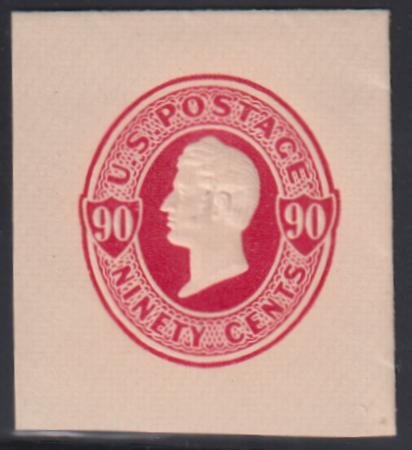 U.S. POSTAGE
90 90
NINETY CENTS